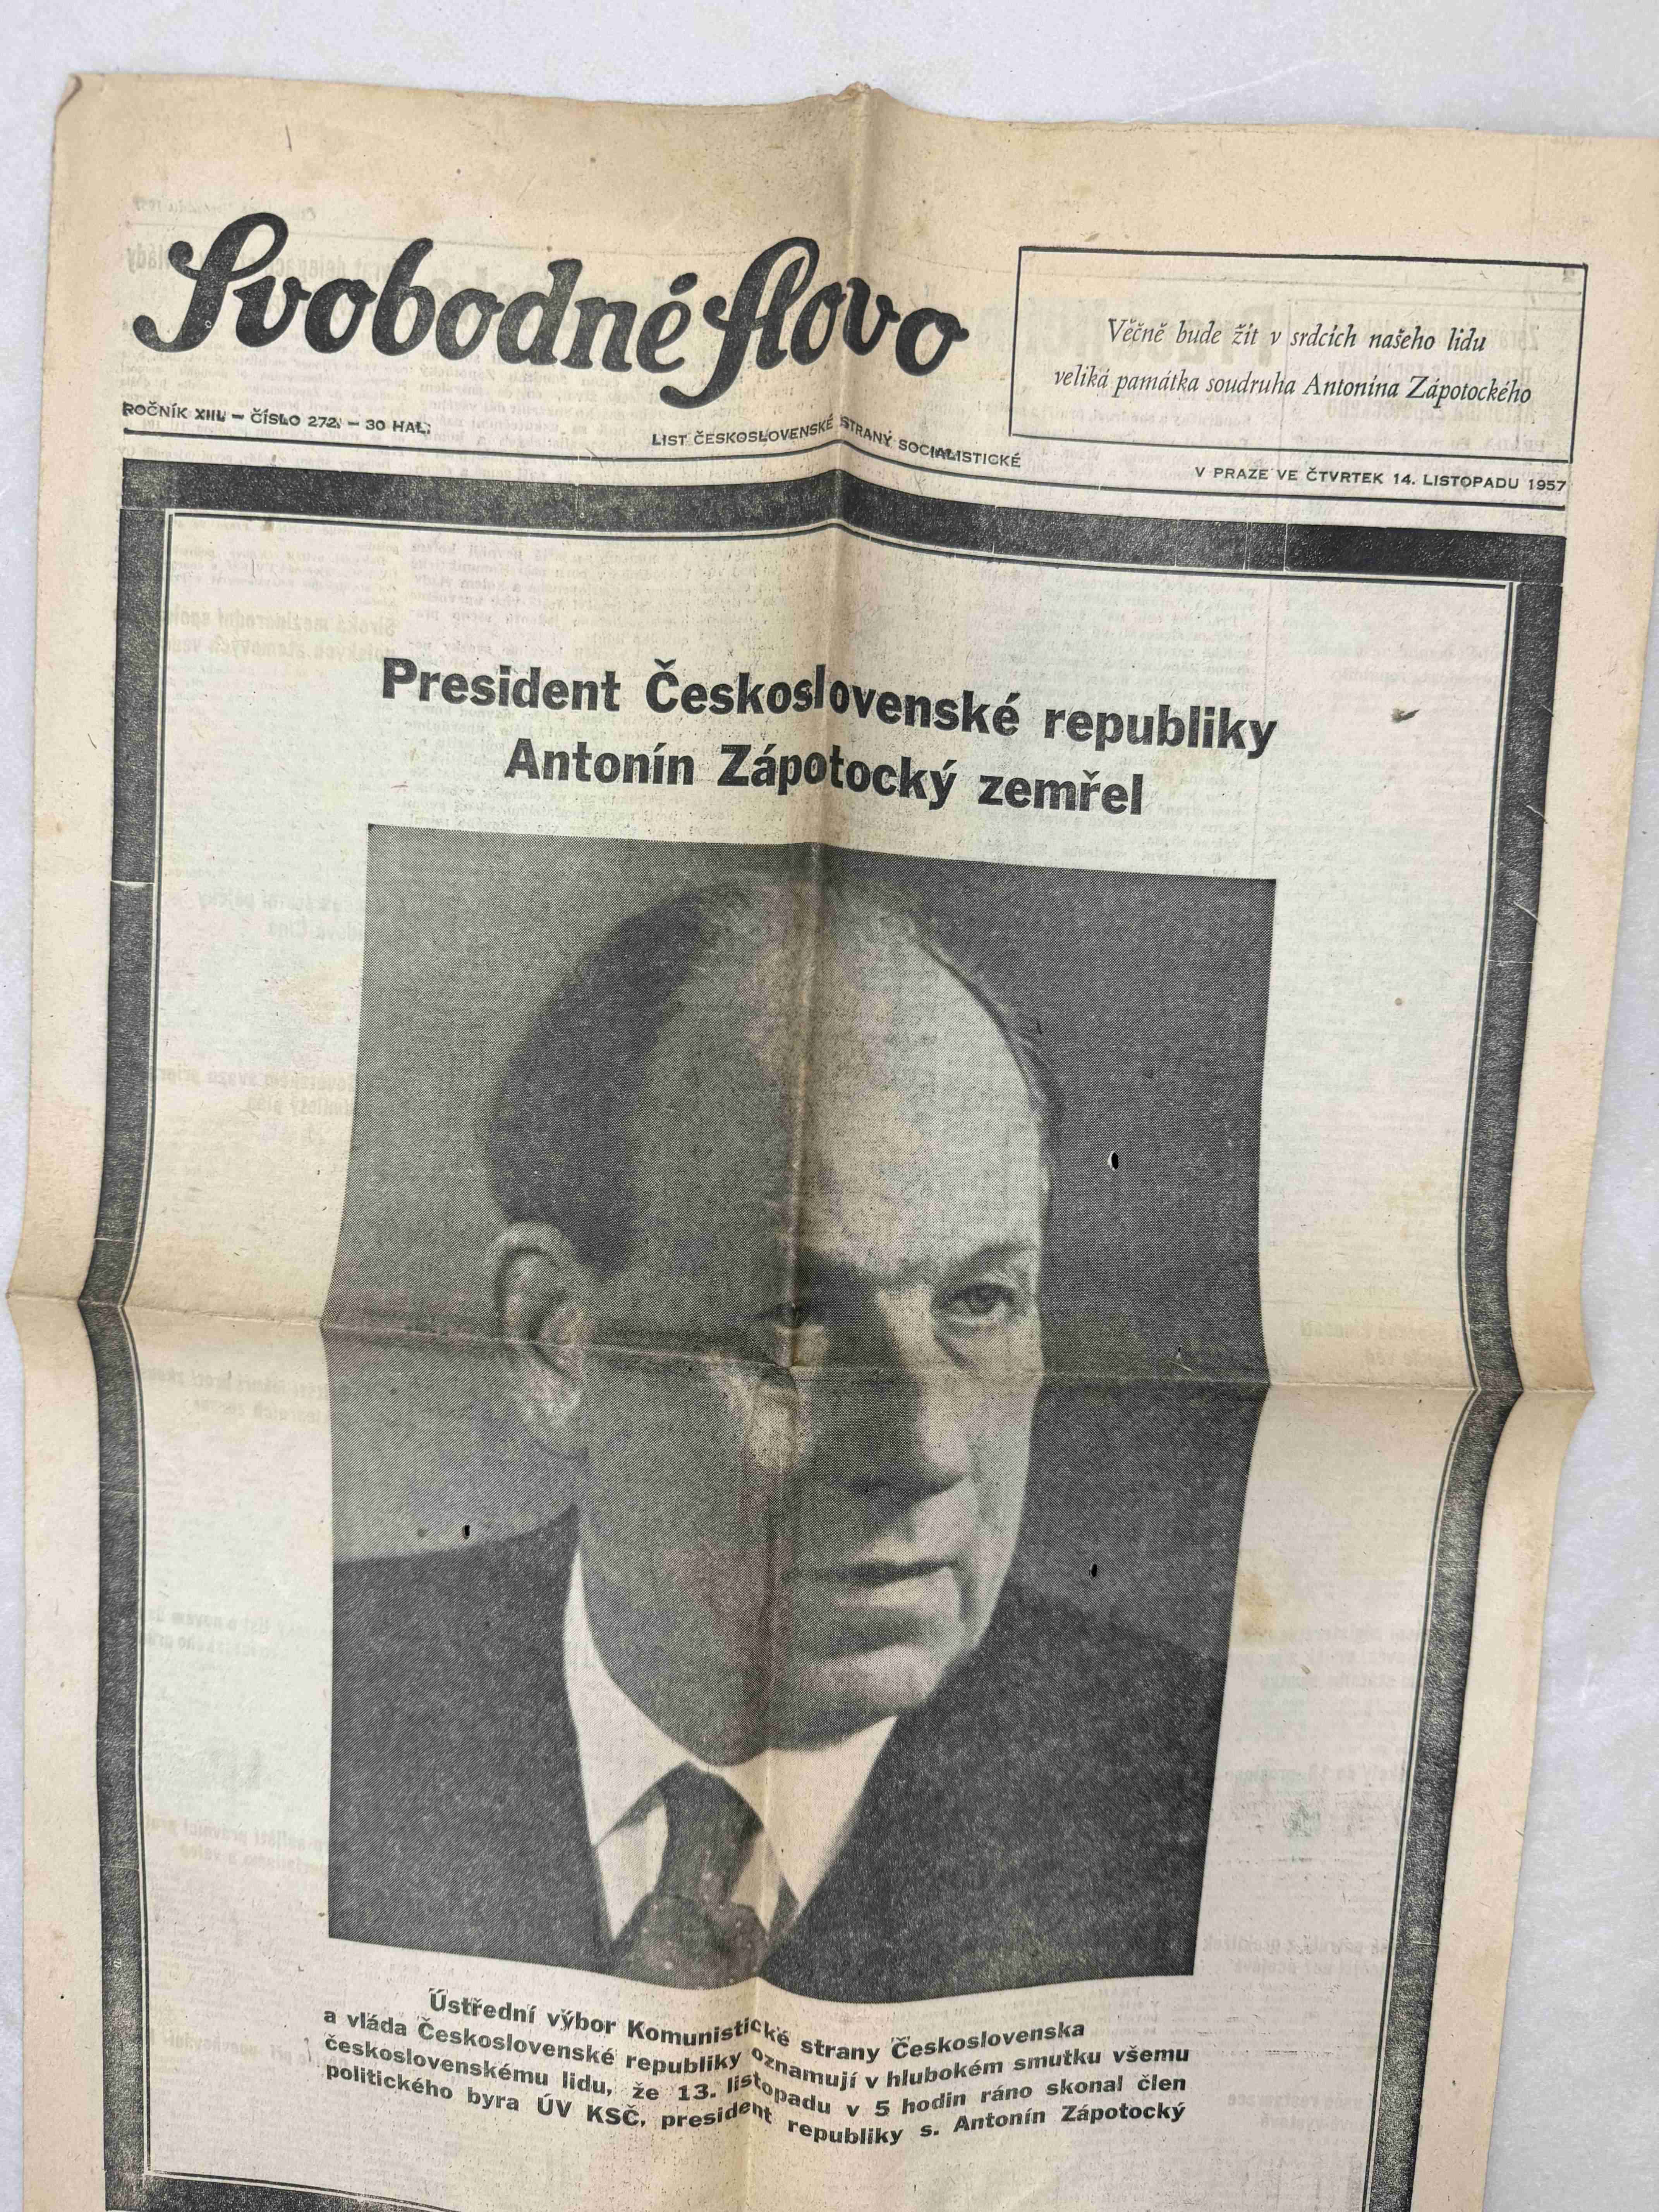 Svobodné slovo
Věčně bude žít v srdcích našeho lidu
veliká památka soudruha Antonína Zápotockého
ROČNÍK XIII. — ČÍSLO 272. — 30 HAL.
LIST ČESKOSLOVENSKÉ STRANY SOCIALISTICKÉ
V PRAZE VE ČTVRTEK 14. LISTOPADU 1957
President Československé republiky
Antonín Zápotocký zemřel
Ústřední výbor Komunistické strany Československa
a vláda Československé republiky oznamují v hlubokém smutku všemu
československému lidu, že 13. listopadu v 5 hodin ráno skonal člen
politického byra ÚV KSČ, president republiky s. Antonín Zápotocký